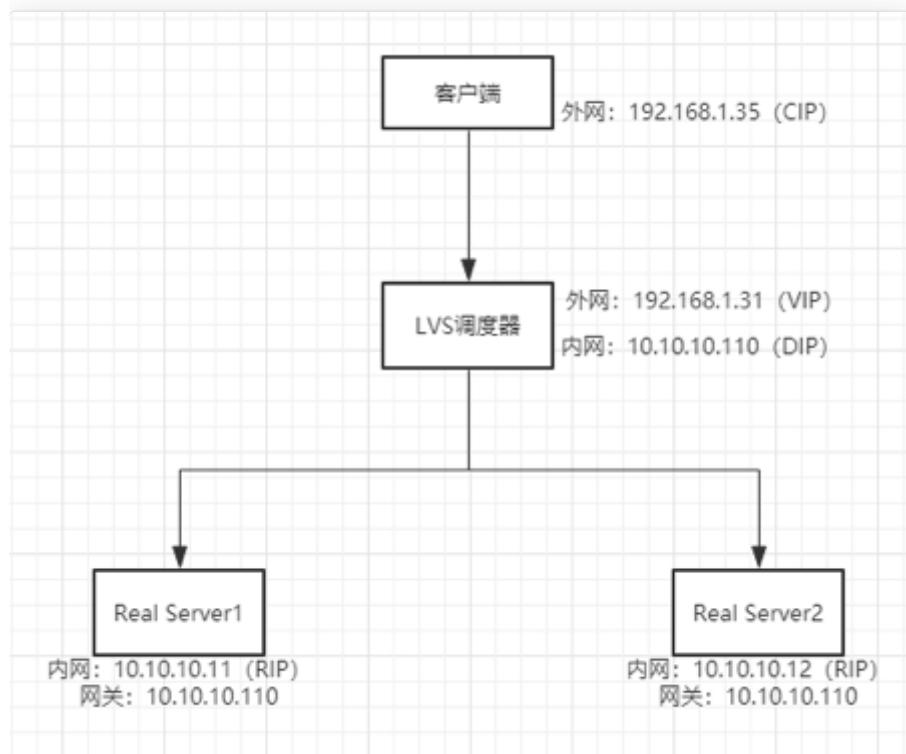 客户端
外网：192.168.1.35（CIP）
LVS调度器
外网：192.168.1.31（VIP）
内网：10.10.10.110（DIP）
Real Server1
内网：10.10.10.11（RIP）
网关：10.10.10.110
Real Server2
内网：10.10.10.12（RIP）
网关：10.10.10.110